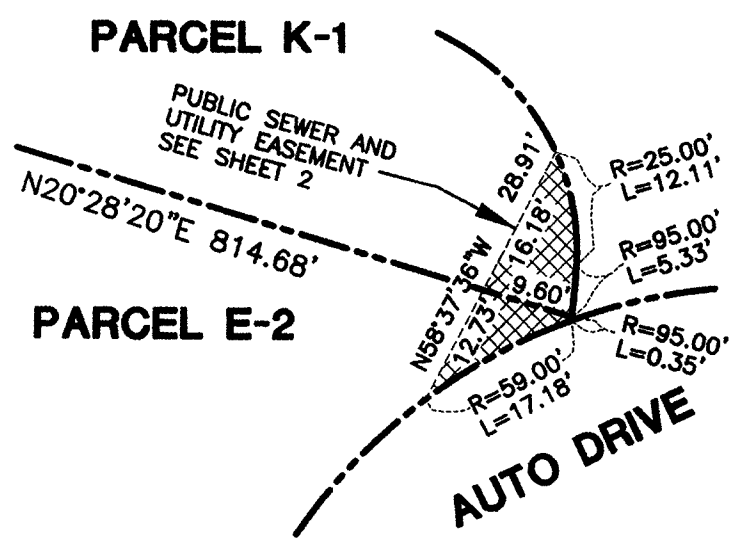 PARCEL K-1
PUBLIC SEWER AND
UTILITY EASEMENT
SEE SHEET 2
28.91'
R=25.00'
L=12.11'
N20°28'20"E 814.68'
16.18'
R=95.00'
L=5.33'
N58°37'36"W
19.60'
12.73'
PARCEL E-2
R=95.00'
L=0.35'
R=59.00'
L=17.18'
AUTO DRIVE